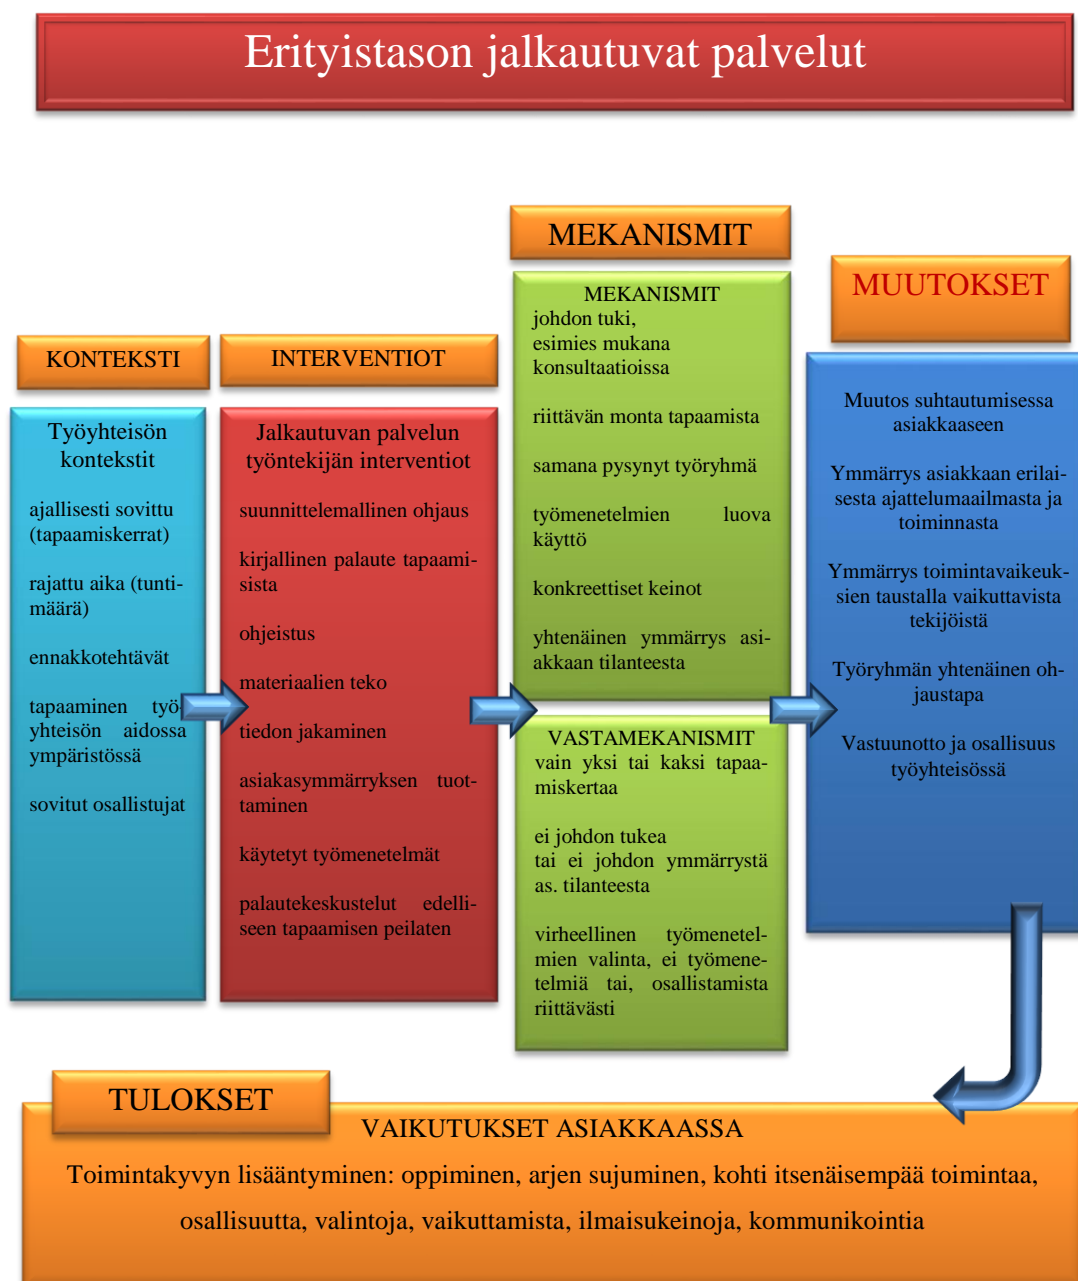 Erityistason jalkautuvat palvelut
KONTEKSTI
Työyhteisön
kontekstit
ajallisesti sovittu
(tapaamiskerrat)
rajattu aika (tunti-
määrä)
ennakkotehtävät
tapaaminen työ-
yhteisön aidossa
ympäristössä
sovitut osallistujat
INTERVENTIOT
Jalkautuvan palvelun
työntekijän interventiot
suunnittelemallinen ohjaus
kirjallinen palaute tapaami-
sista
ohjeistus
materiaalien teko
tiedon jakaminen
asiakasymmärryksen tuot-
taminen
käytetyt työmenetelmät
palautekeskustelut edelli-
seen tapaamisen peilaten
MEKANISMIT
MEKANISMIT
johdon tuki,
esimies mukana
konsultaatioissa
riittävän monta tapaamista
samana pysynyt työryhmä
työmenetelmien luova
käyttö
konkreettiset keinot
yhtenäinen ymmärrys asi-
akkaan tilanteesta
VASTAMEKANISMIT
vain yksi tai kaksi tapaa-
miskertaa
ei johdon tukea
tai ei johdon ymmärrystä
as. tilanteesta
virheellinen työmenetel-
mien valinta, ei työmene-
telmiä tai, osallistamista
riittävästi
MUUTOKSET
Muutos suhtautumisessa
asiakkaaseen
Ymmärrys asiakkaan erilai-
sesta ajattelumaailmasta ja
toiminnasta
Ymmärrys toimintavaikeuk-
sien taustalla vaikuttavista
tekijöistä
Työryhmän yhtenäinen oh-
jaustapa
Vastuunotto ja osallisuus
työyhteisössä
TULOKSET
VAIKUTUKSET ASIAKKAASSA
Toimintakyvyn lisääntyminen: oppiminen, arjen sujuminen, kohti itsenäisempää toimintaa,
osallisuutta, valintoja, vaikuttamista, ilmaisukeinoja, kommunikointia